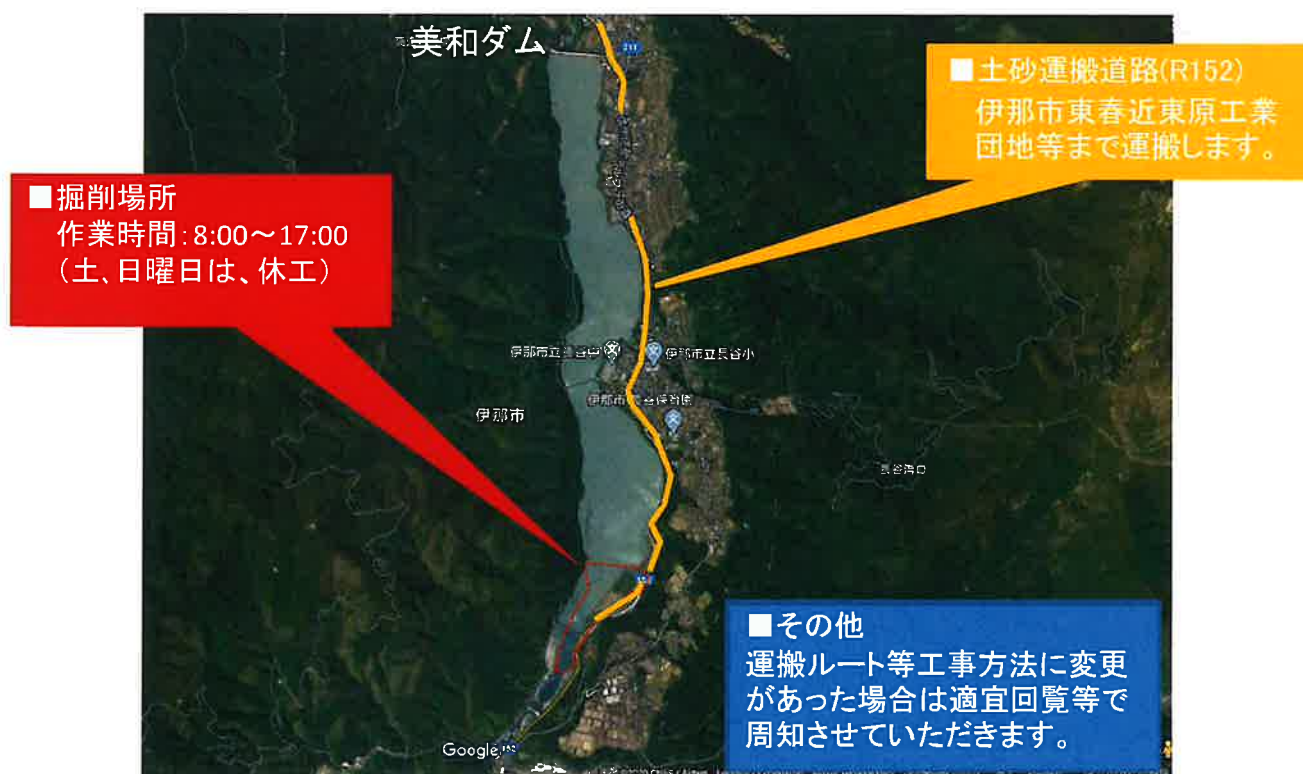 美和ダム
211
■土砂運搬道路(R152)
伊那市東春近東原工業
団地等まで運搬します。
■掘削場所
作業時間:8:00～17:00
(土、日曜日は、休工)
伊那市立長谷小
伊那市
152
■その他
運搬ルート等工事方法に変更
があった場合は適宜回覧等で
周知させていただきます。
Google